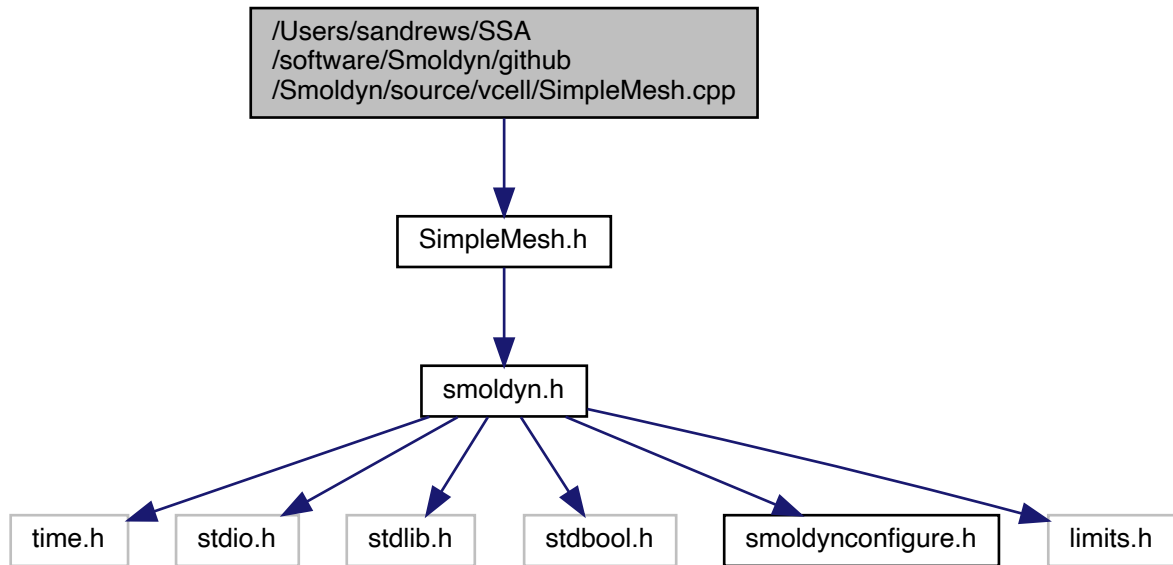 /Users/sandrews/SSA
/software/Smoldyn/github
/Smoldyn/source/vcell/SimpleMesh.cpp
SimpleMesh.h
smoldyn.h
time.h
stdio.h
stdlib.h
stdbool.h
smoldynconfigure.h
limits.h